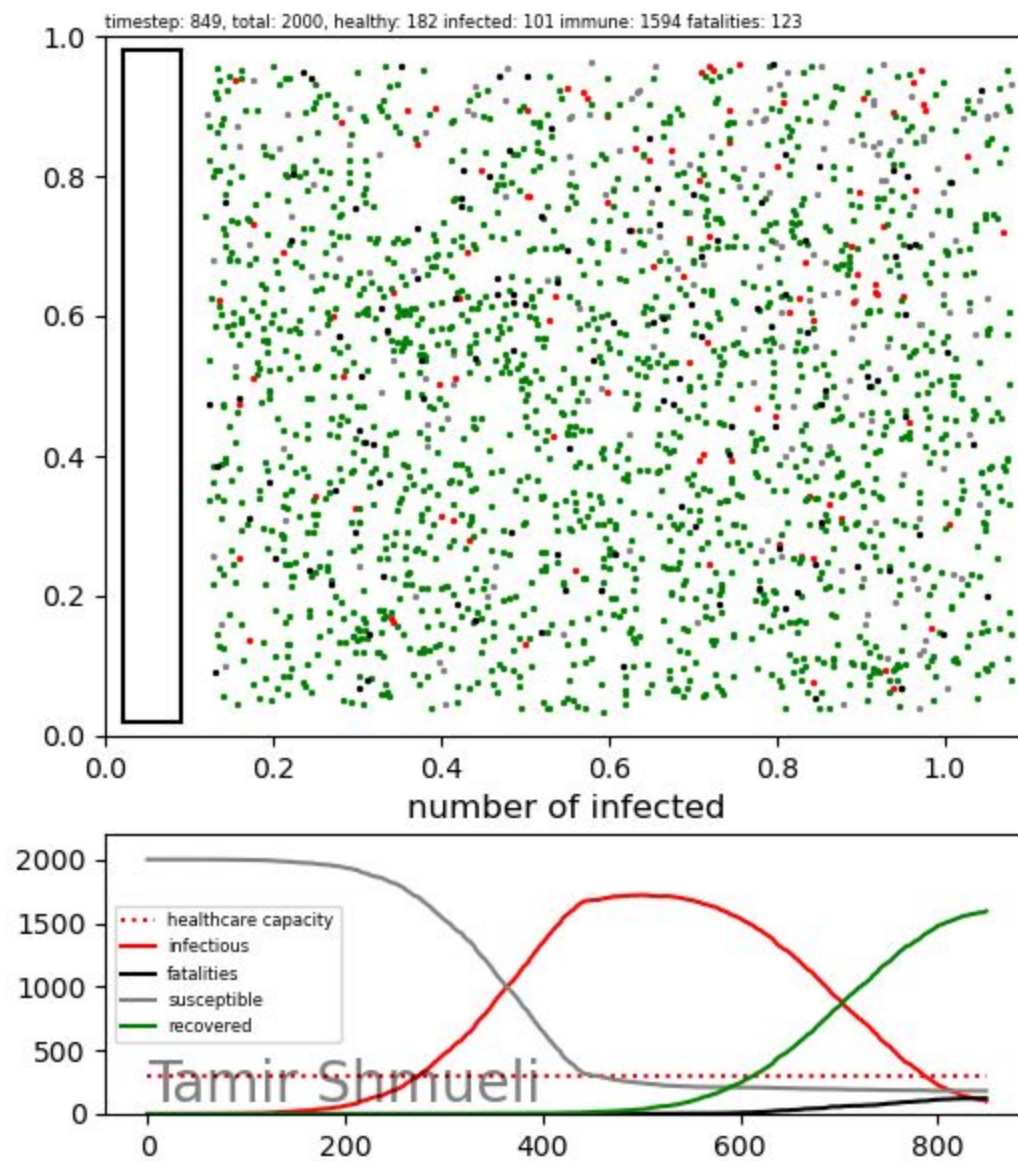 timestep: 849, total: 2000, healthy: 182 infected: 101 immune: 1594 fatalities: 123
1.0
0.8
0.6
0.4
0.2
0.0
0.0 0.2 0.4 0.6 0.8 1.0
number of infected
2000
1500
1000
500
0
healthcare capacity
infectious
fatalities
susceptible
recovered
Tamir Shmueli
0 200 400 600 800